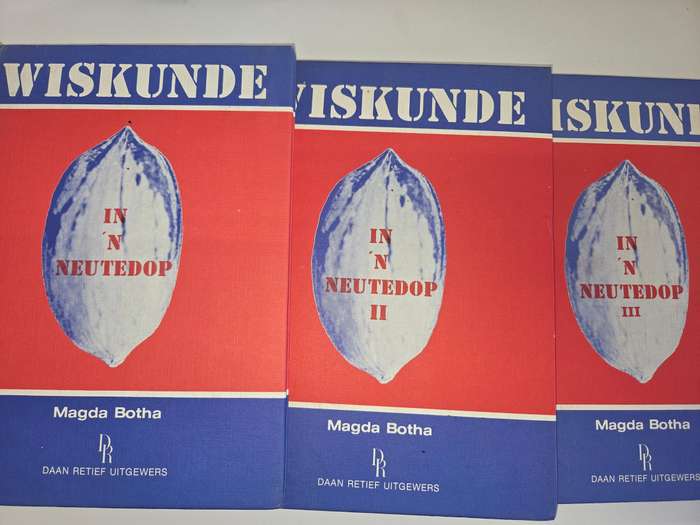 WISKUNDE
IN
'N
NEUTEDOP
Magda Botha
DR
DAAN RETIEF UITGEWERS
WISKUNDE
IN
'N
NEUTEDOP
II
Magda Botha
DR
DAAN RETIEF UITGEWERS
ISKUN
IN
'N
NEUTEDOP
III
Magda Botha
DR
DAAN RETIEF UITGEWERS